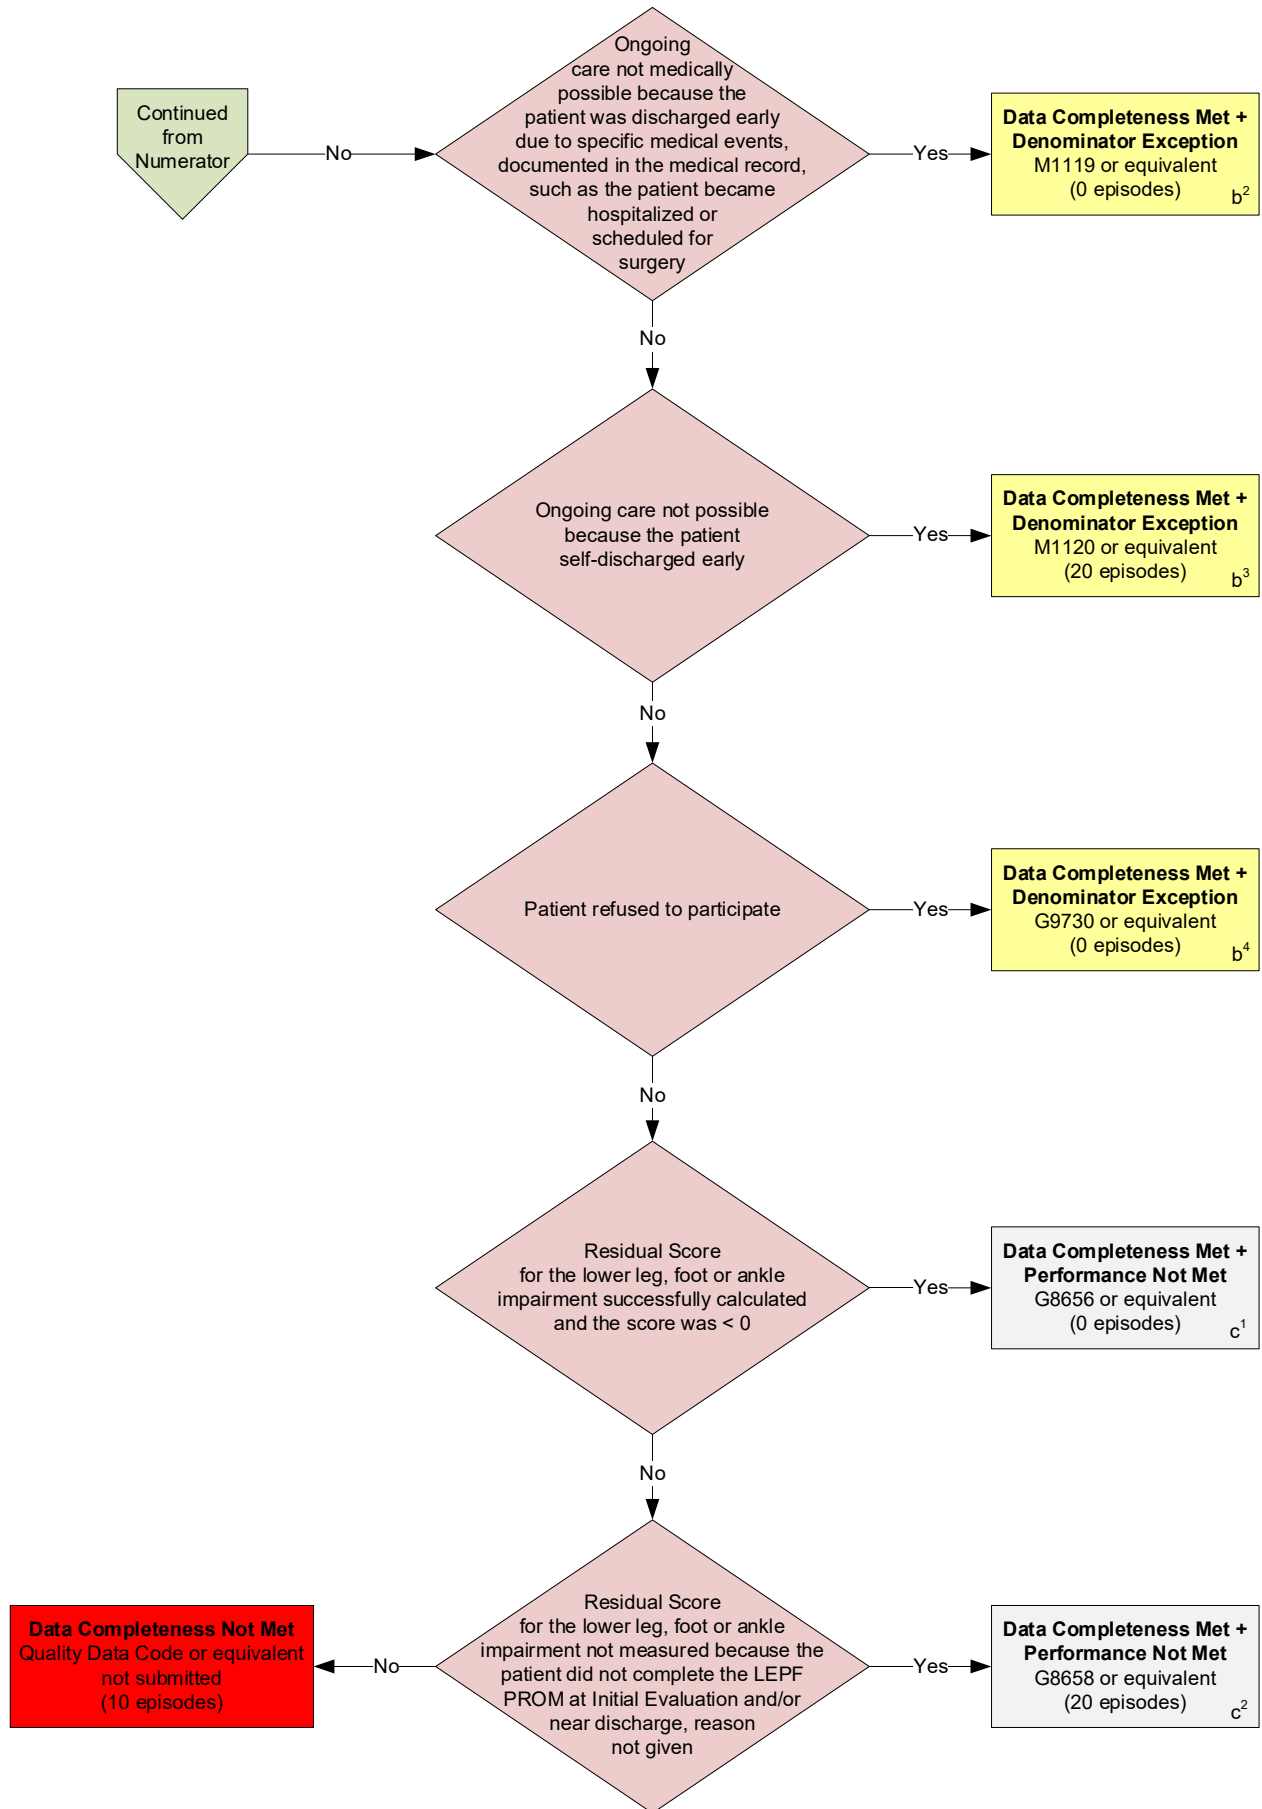 Continued
from
Numerator
No
Ongoing
care not medically
possible because the
patient was discharged early
due to specific medical events,
documented in the medical record,
such as the patient became
hospitalized or
scheduled for
surgery
Yes
Data Completeness Met +
Denominator Exception
M1119 or equivalent
(0 episodes)
b²
No
Ongoing care not possible
because the patient
self-discharged early
Yes
Data Completeness Met +
Denominator Exception
M1120 or equivalent
(20 episodes)
b³
No
Patient refused to participate
Yes
Data Completeness Met +
Denominator Exception
G9730 or equivalent
(0 episodes)
b⁴
No
Residual Score
for the lower leg, foot or ankle
impairment successfully calculated
and the score was < 0
Yes
Data Completeness Met +
Performance Not Met
G8656 or equivalent
(0 episodes)
c¹
No
Residual Score
for the lower leg, foot or ankle
impairment not measured because the
patient did not complete the LEPF
PROM at Initial Evaluation and/or
near discharge, reason
not given
Yes
Data Completeness Met +
Performance Not Met
G8658 or equivalent
(20 episodes)
c²
No
Data Completeness Not Met
Quality Data Code or equivalent
not submitted
(10 episodes)